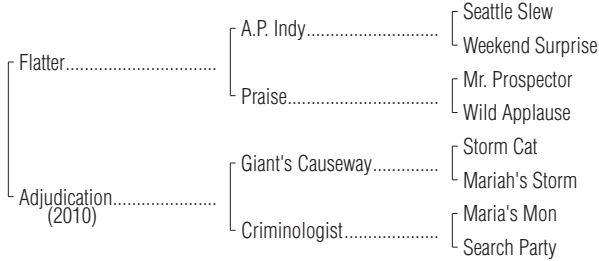 Seattle Slew
A.P. Indy..............................
Weekend Surprise
Flatter..................................
Mr. Prospector
Praise..................................
Wild Applause
Storm Cat
Giant's Causeway..............
Mariah's Storm
Adjudication.......................
(2010)
Maria's Mon
Criminologist.....................
Search Party